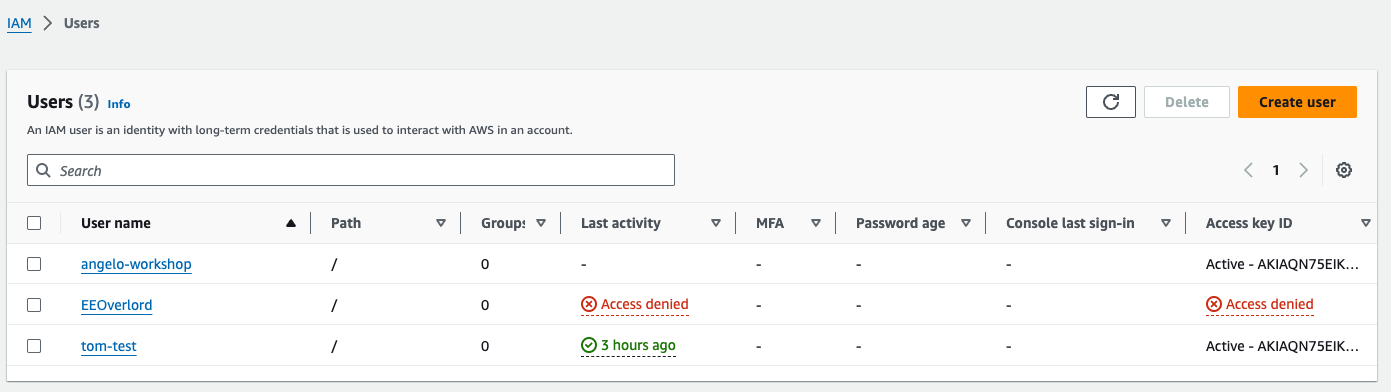 IAM > Users
Users (3) Info
Delete
Create user
An IAM user is an identity with long-term credentials that is used to interact with AWS in an account.
Search
1
User name Path Groups Last activity MFA Password age Console last sign-in Access key ID
angelo-workshop / 0 - - - - Active - AKIAQN75EIK...
EEOverlord / 0 Access denied - - - Access denied
tom-test / 0 3 hours ago - - - Active - AKIAQN75EIK...